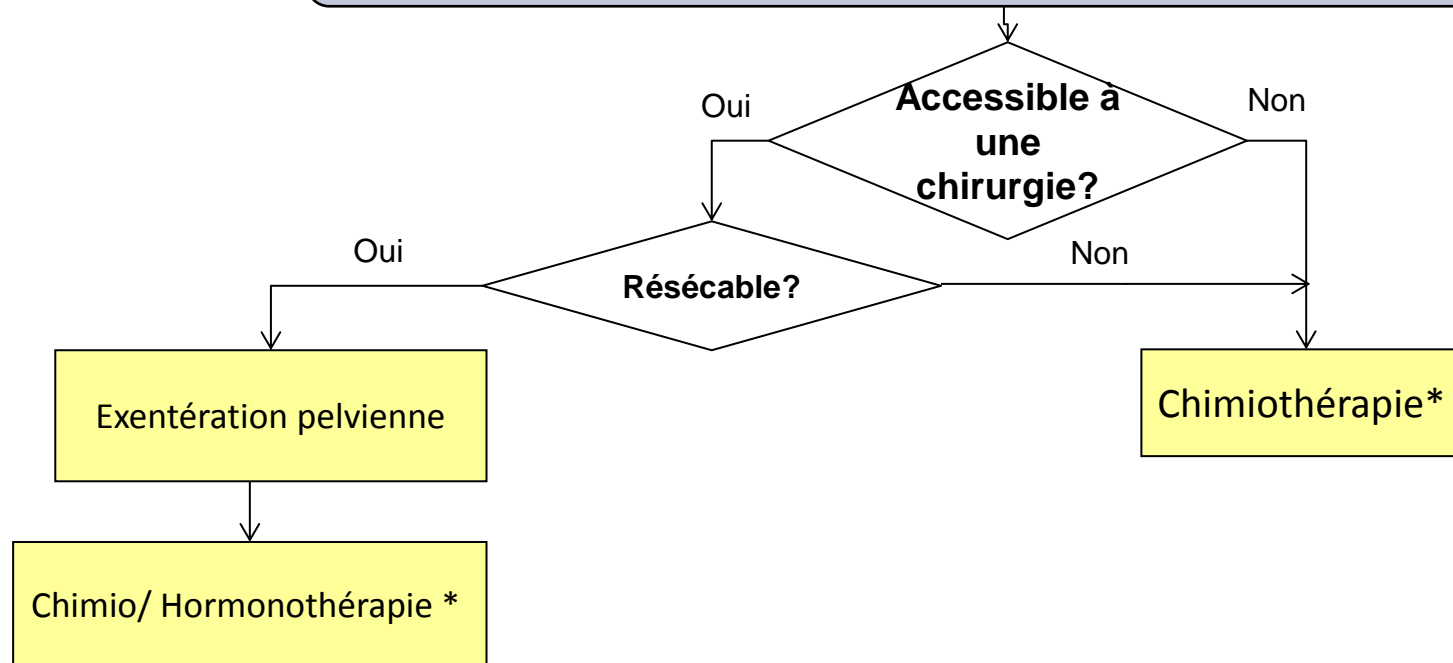 Oui
Accessible à
une
chirurgie?
Non
Oui
Résécable?
Non
Exentération pelvienne
Chimiothérapie*
Chimio/ Hormonothérapie *